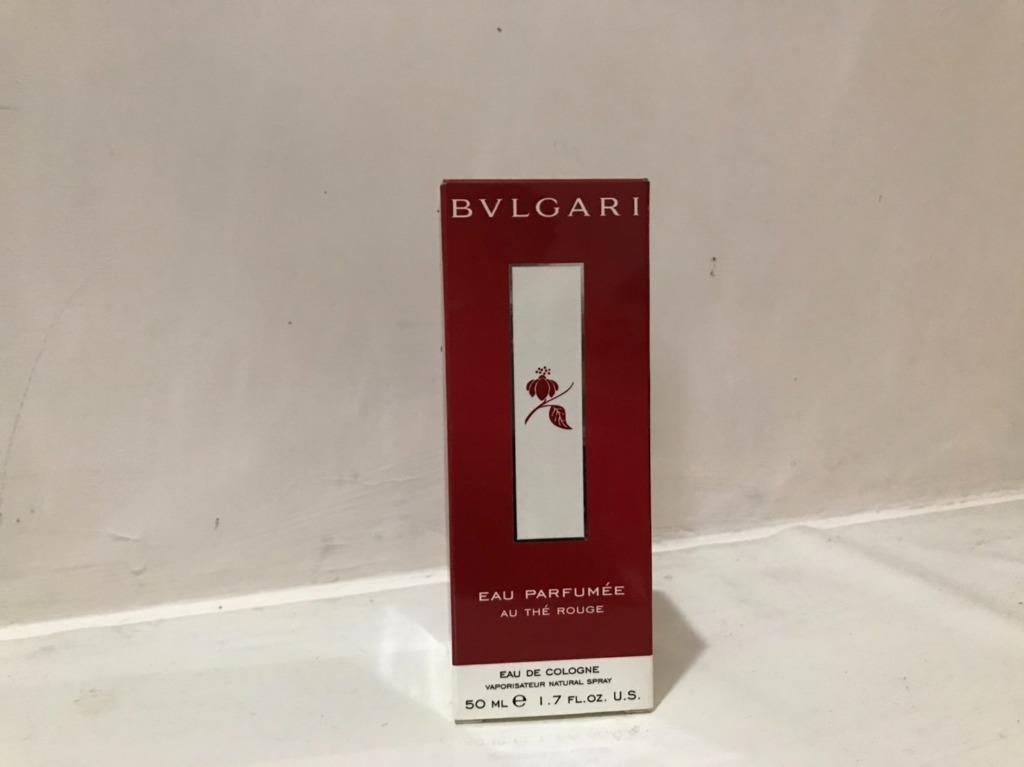 BVLGARI
EAU PARFUMÉE
AU THÉ ROUGE
EAU DE COLOGNE
VAPORISATEUR NATURAL SPRAY
50 ML ℮ 1.7 FL.OZ. U.S.